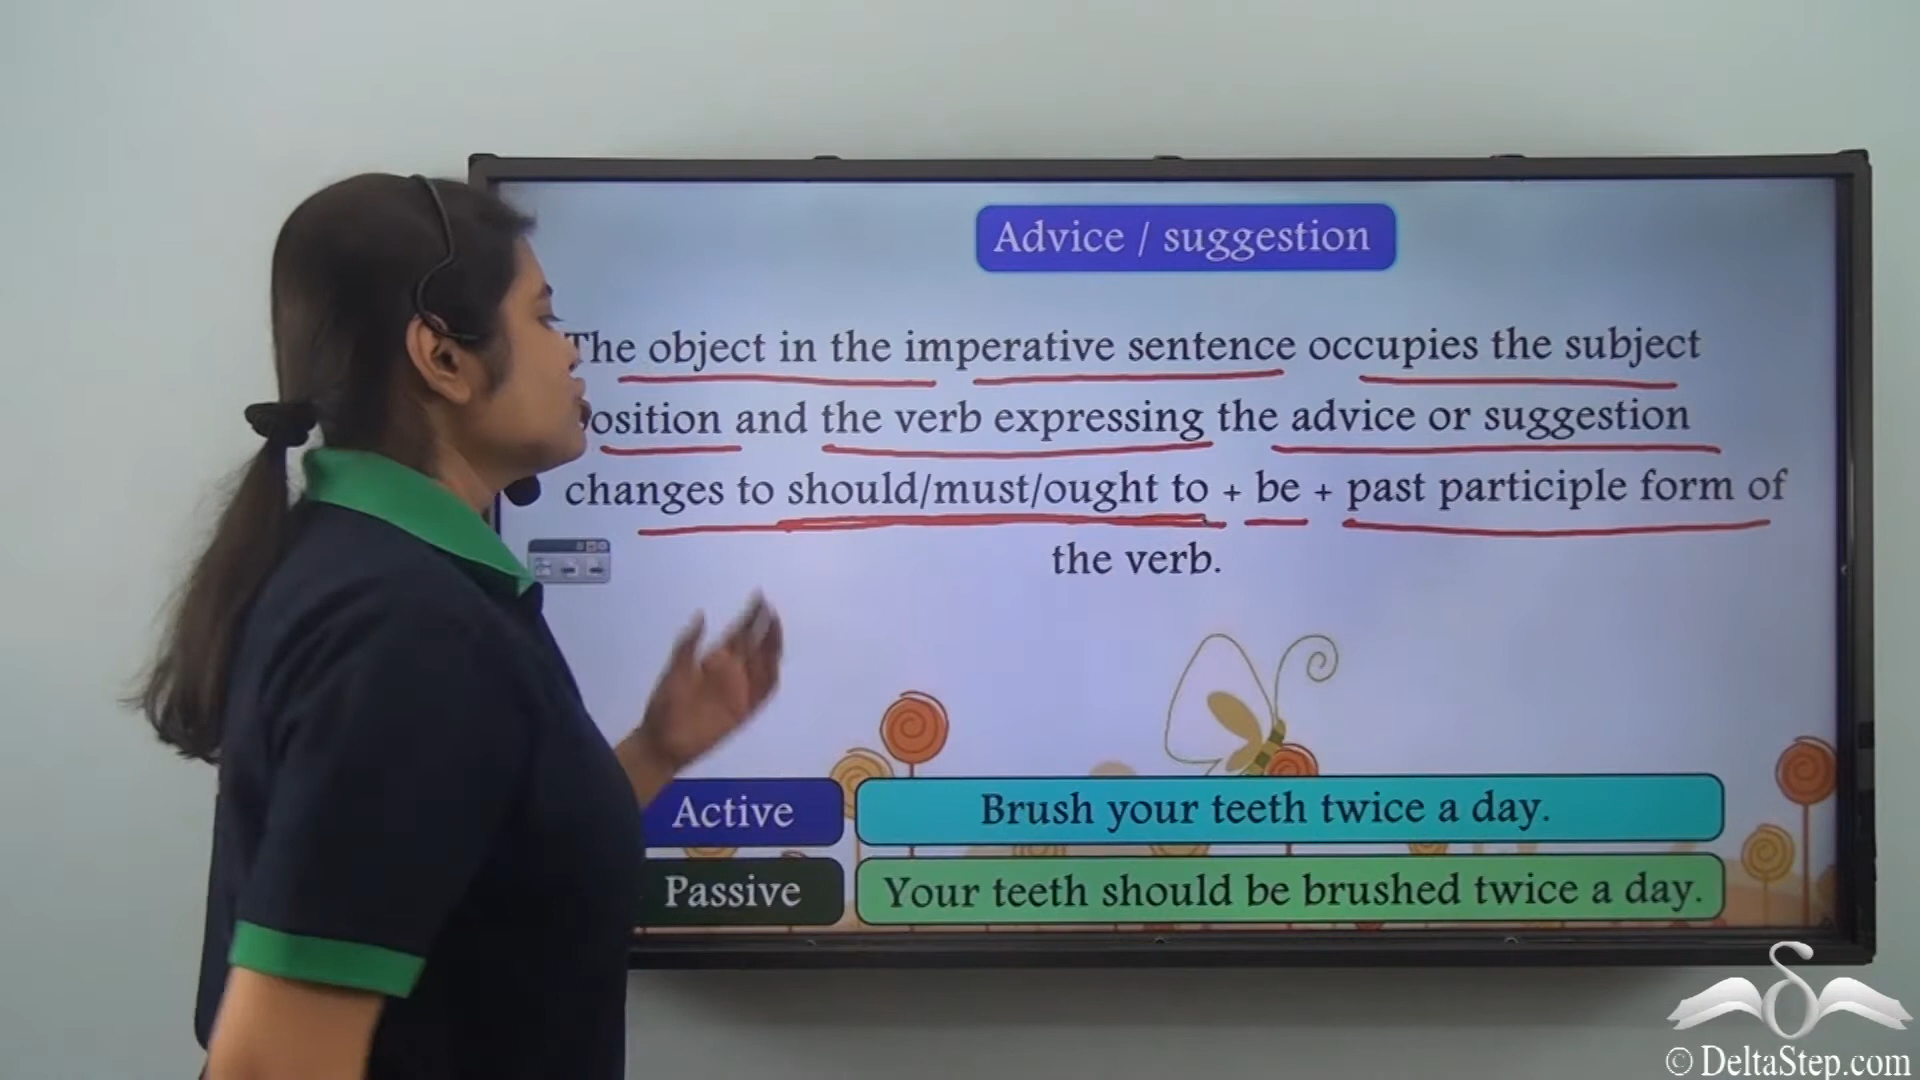 Advice / suggestion
The object in the imperative sentence occupies the subject
position and the verb expressing the advice or suggestion
changes to should/must/ought to + be + past participle form of
the verb.
Active
Brush your teeth twice a day.
Passive
Your teeth should be brushed twice a day.
© DeltaStep.com